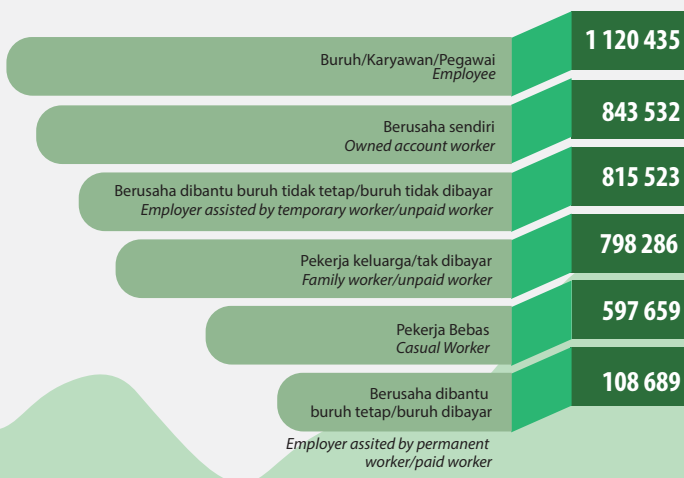 Buruh/Karyawan/Pegawai
Employee
1 120 435
Berusaha sendiri
Owned account worker
843 532
Berusaha dibantu buruh tidak tetap/buruh tidak dibayar
Employer assisted by temporary worker/unpaid worker
815 523
Pekerja keluarga/tak dibayar
Family worker/unpaid worker
798 286
Pekerja Bebas
Casual Worker
597 659
Berusaha dibantu
buruh tetap/buruh dibayar
108 689
Employer assited by permanent
worker/paid worker